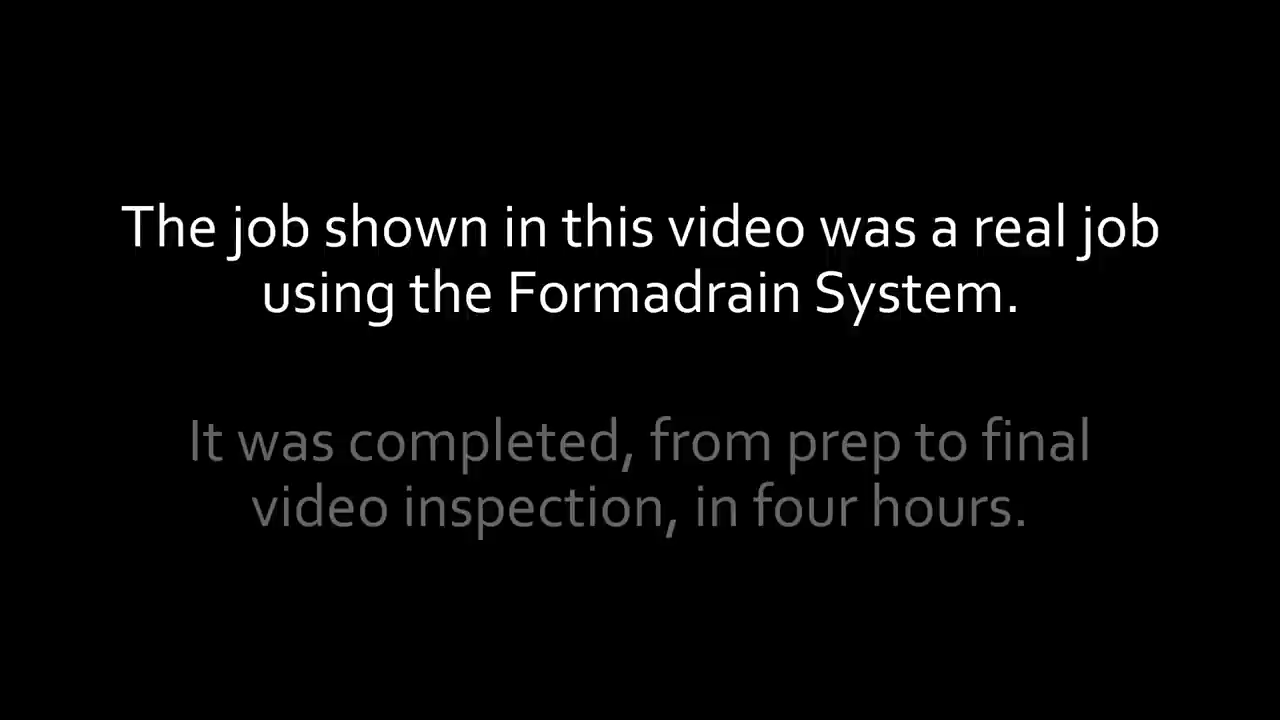 The job shown in this video was a real job
using the Formadrain System.
It was completed, from prep to final
video inspection, in four hours.